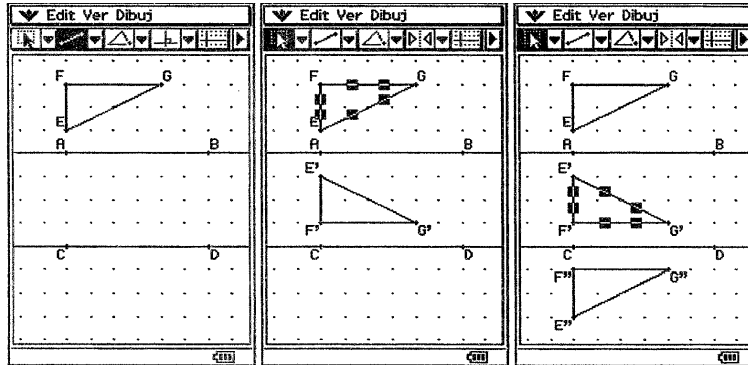 Edit Ver Dibuj
F G
E
A B
C D
Edit Ver Dibuj
F G
E
A B
E'
F' G'
C D
Edit Ver Dibuj
F G
E
A B
E'
F' G'
C D
F" G"
E"